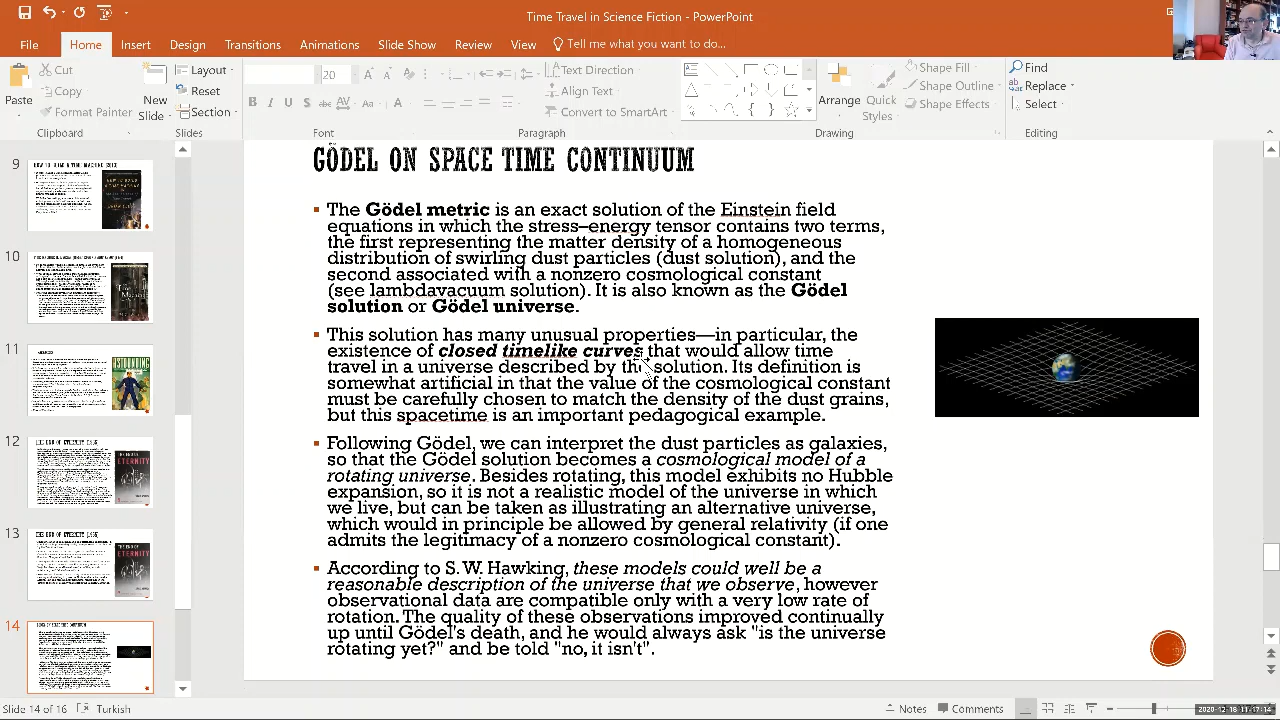 Time Travel in Science Fiction - PowerPoint
File Home Insert Design Transitions Animations Slide Show Review View Tell me what you want to do...
Paste
Cut
Copy
Format Painter
Clipboard
New Slide
Layout
Reset
Section
Slides
20
Font
Text Direction
Align Text
Convert to SmartArt
Paragraph
Arrange
Quick Styles
Shape Fill
Shape Outline
Shape Effects
Drawing
Find
Replace
Select
Editing
9
10
11
12
13
14
GÖDEL ON SPACE TIME CONTINUUM
The Gödel metric is an exact solution of the Einstein field
equations in which the stress–energy tensor contains two terms,
the first representing the matter density of a homogeneous
distribution of swirling dust particles (dust solution), and the
second associated with a nonzero cosmological constant
(see lambdavacuum solution). It is also known as the Gödel
solution or Gödel universe.
This solution has many unusual properties—in particular, the
existence of closed timelike curves that would allow time
travel in a universe described by this solution. Its definition is
somewhat artificial in that the value of the cosmological constant
must be carefully chosen to match the density of the dust grains,
but this spacetime is an important pedagogical example.
Following Gödel, we can interpret the dust particles as galaxies,
so that the Gödel solution becomes a cosmological model of a
rotating universe. Besides rotating, this model exhibits no Hubble
expansion, so it is not a realistic model of the universe in which
we live, but can be taken as illustrating an alternative universe,
which would in principle be allowed by general relativity (if one
admits the legitimacy of a nonzero cosmological constant).
According to S.W. Hawking, these models could well be a
reasonable description of the universe that we observe, however
observational data are compatible only with a very low rate of
rotation. The quality of these observations improved continually
up until Gödel's death, and he would always ask "is the universe
rotating yet?" and be told "no, it isn't".
Slide 14 of 16 Turkish Notes Comments 2020-12-18 11:17:14